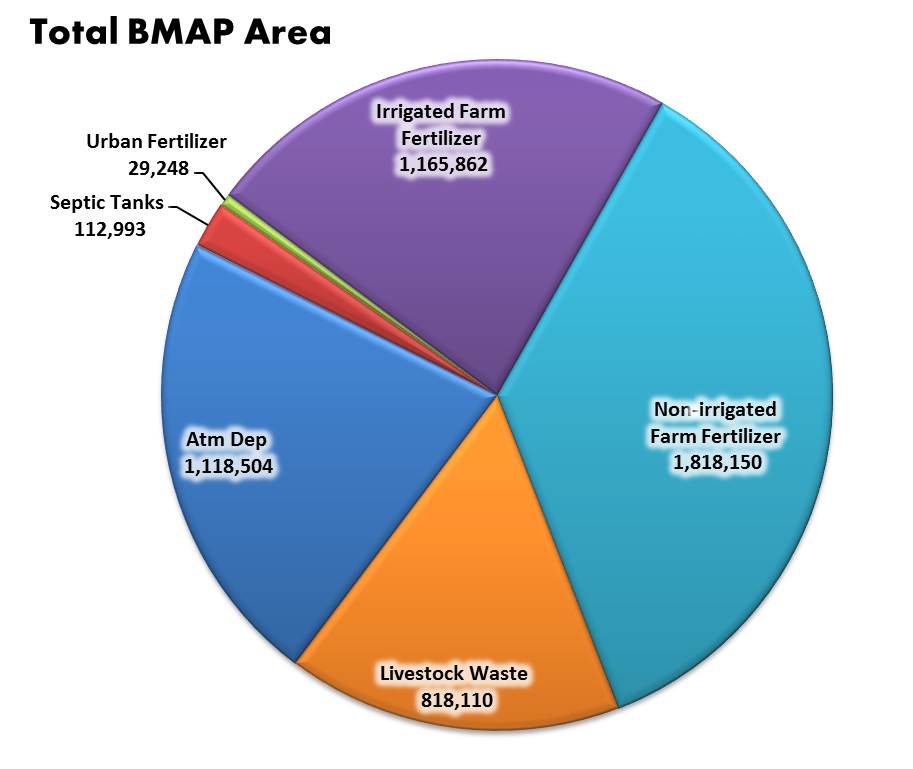 Total BMAP Area
Irrigated Farm
Fertilizer
1,165,862
Urban Fertilizer
29,248
Septic Tanks
112,993
Non-irrigated
Farm Fertilizer
1,818,150
Atm Dep
1,118,504
Livestock Waste
818,110